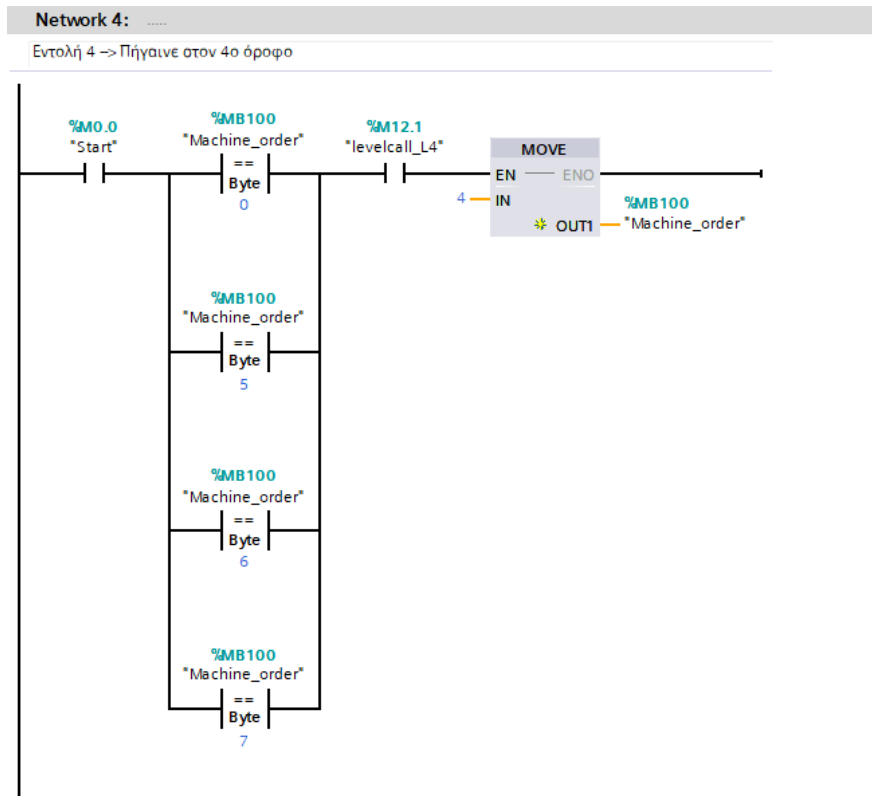 Network 4: .....
Εντολή 4 --> Πήγαινε στον 4ο όροφο
%M0.0
"Start"
%MB100
"Machine_order"
==
Byte
0
%M12.1
"levelcall_L4"
MOVE
EN ENO
4 IN
OUT1
%MB100
"Machine_order"
%MB100
"Machine_order"
==
Byte
5
%MB100
"Machine_order"
==
Byte
6
%MB100
"Machine_order"
==
Byte
7